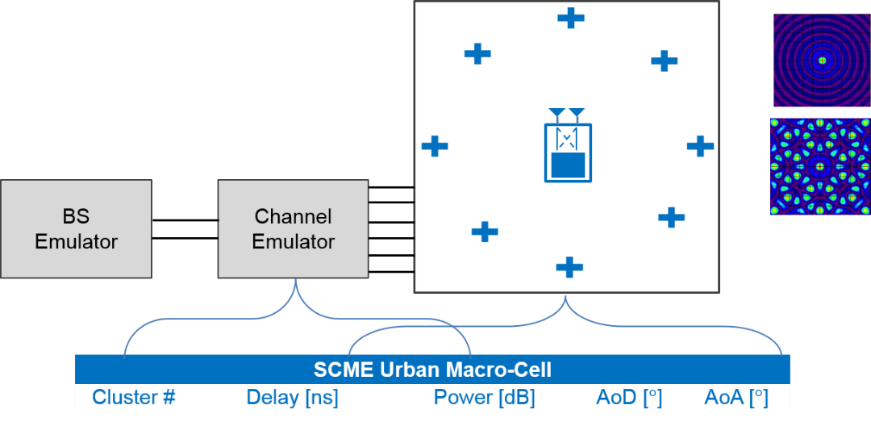 BS
Emulator
Channel
Emulator
SCME Urban Macro-Cell
Cluster # Delay [ns] Power [dB] AoD [°] AoA [°]